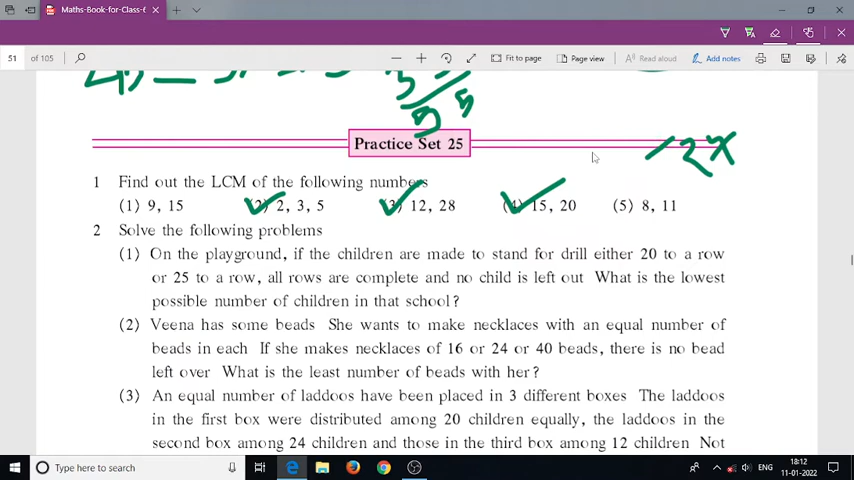 Maths-Book-for-Class-6
51 of 105
Fit to page
Page view
Read aloud
Add notes
2x
Practice Set 25
1 Find out the LCM of the following numbers
(1) 9, 15 (2) 2, 3, 5 (3) 12, 28 (4) 15, 20 (5) 8, 11
2 Solve the following problems
(1) On the playground, if the children are made to stand for drill either 20 to a row
or 25 to a row, all rows are complete and no child is left out What is the lowest
possible number of children in that school?
(2) Veena has some beads She wants to make necklaces with an equal number of
beads in each If she makes necklaces of 16 or 24 or 40 beads, there is no bead
left over What is the least number of beads with her?
(3) An equal number of laddoos have been placed in 3 different boxes The laddoos
in the first box were distributed among 20 children equally, the laddoos in the
second box among 24 children and those in the third box among 12 children Not
Type here to search
ENG
18:12
11-01-2022